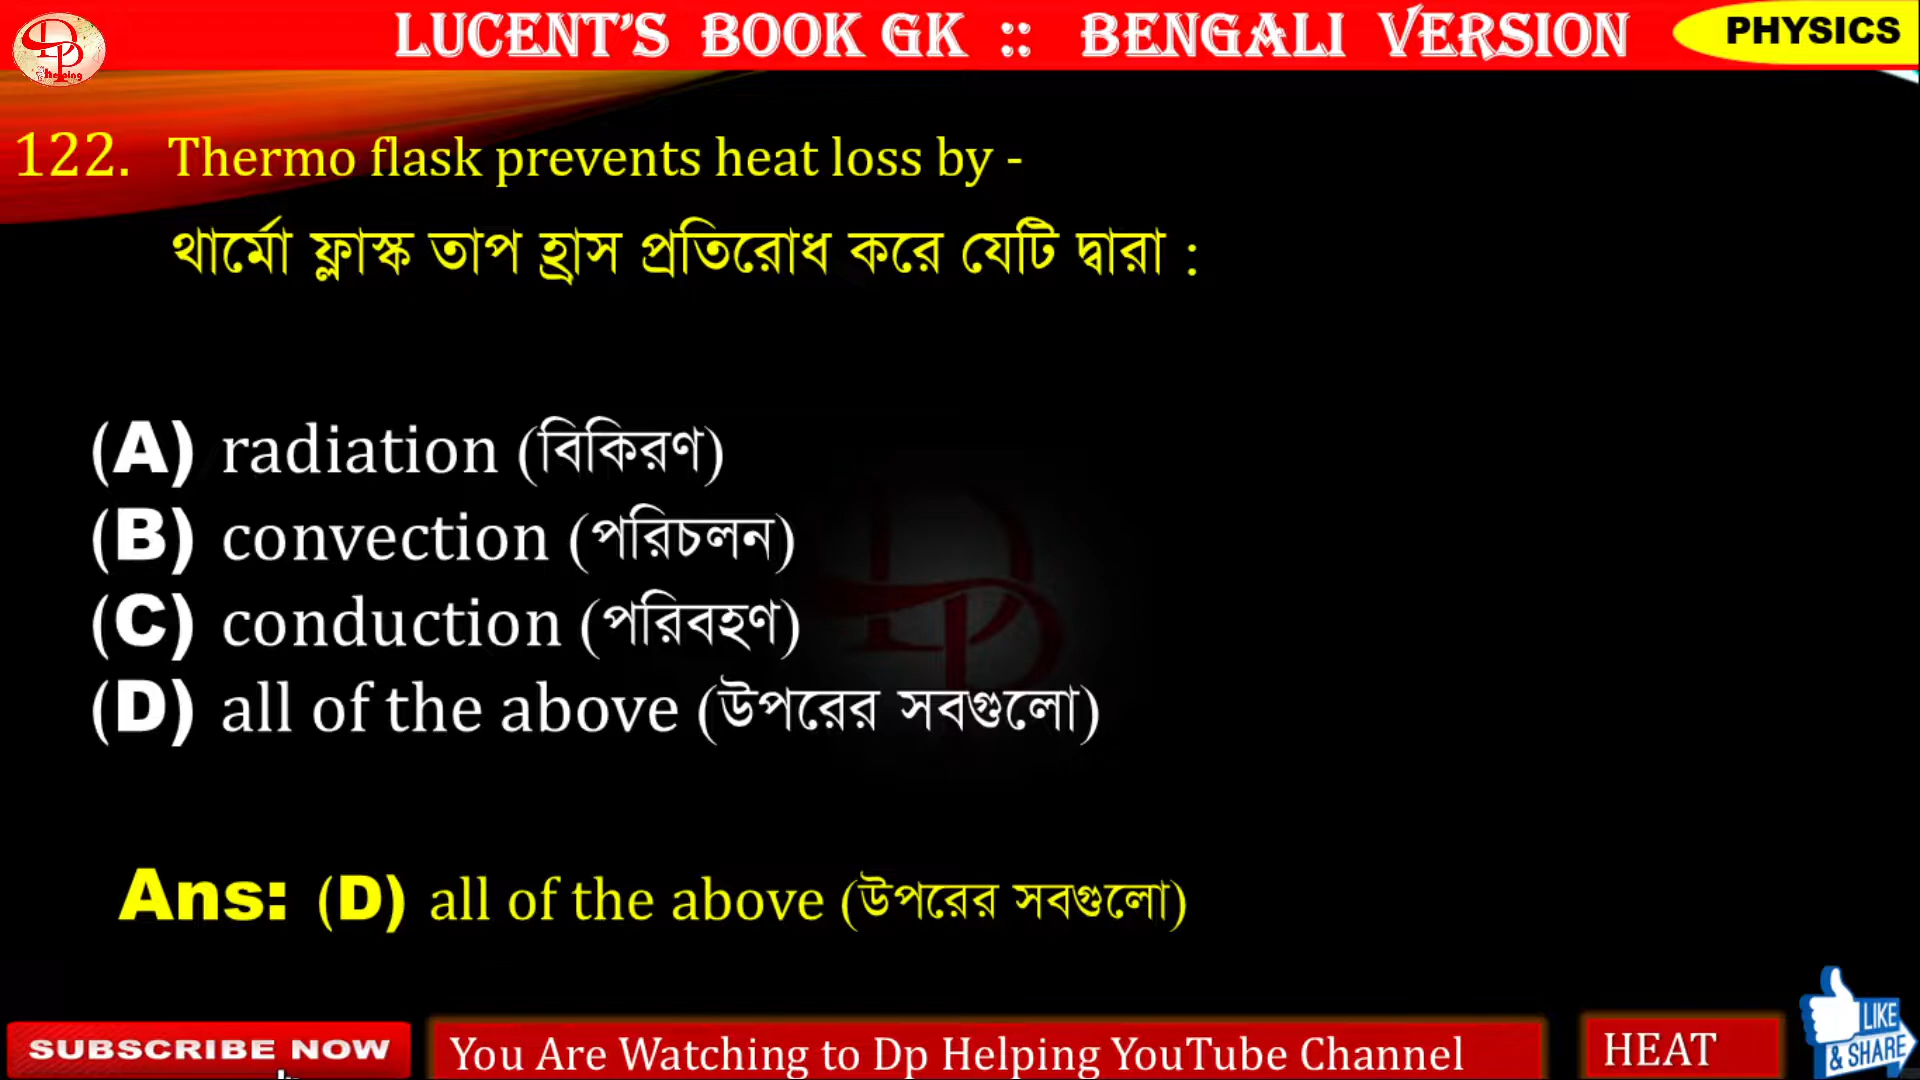 LUCENT'S BOOK GK :: BENGALI VERSION
PHYSICS
DP
helping
122. Thermo flask prevents heat loss by -
থার্মো ফ্লাস্ক তাপ হ্রাস প্রতিরোধ করে যেটি দ্বারা :
(A) radiation (বিকিরণ)
(B) convection (পরিচলন)
(C) conduction (পরিবহণ)
(D) all of the above (উপরের সবগুলো)
Ans: (D) all of the above (উপরের সবগুলো)
SUBSCRIBE NOW
You Are Watching to Dp Helping YouTube Channel
HEAT
LIKE
& SHARE